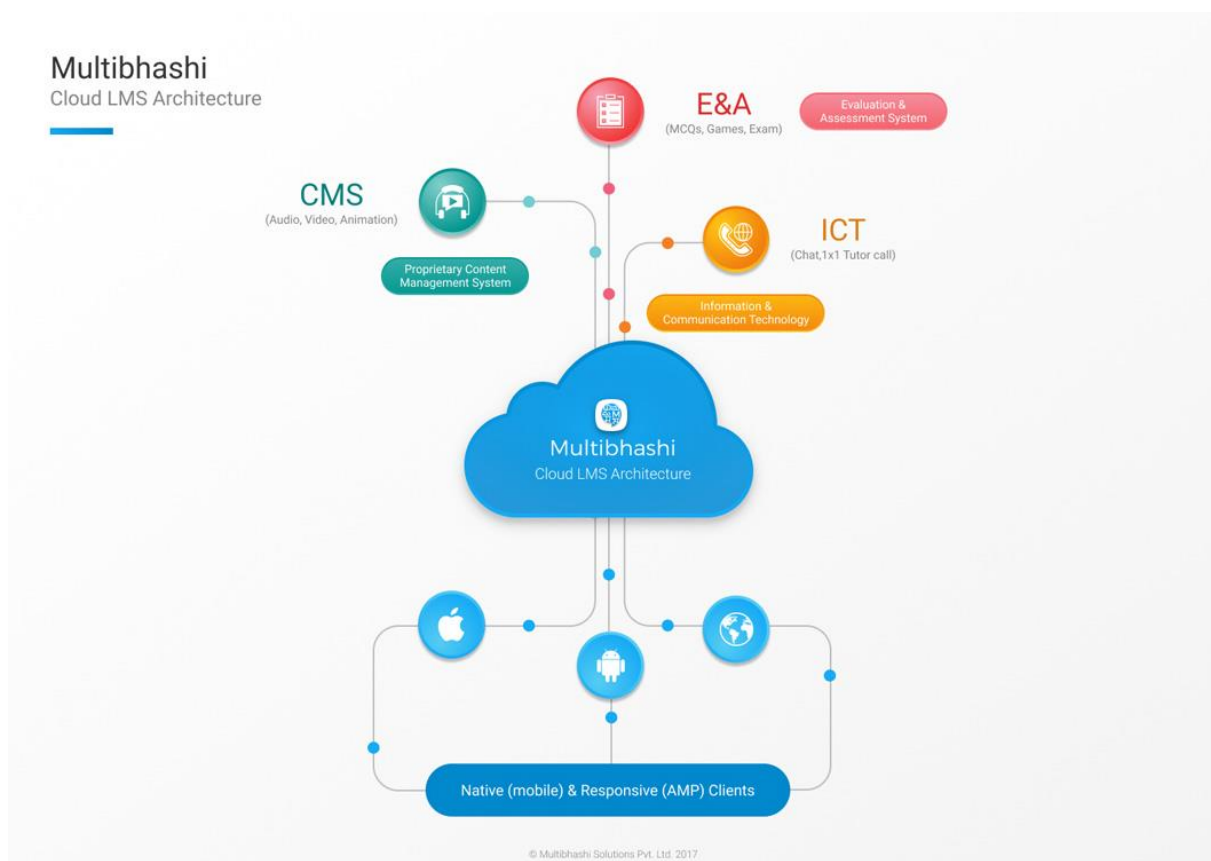 Multibhashi
Cloud LMS Architecture
E&A
(MCQs, Games, Exam)
Evaluation &
Assessment System
CMS
(Audio, Video, Animation)
Proprietary Content
Management System
ICT
(Chat,1x1 Tutor call)
Information &
Communication Technology
Multibhashi
Cloud LMS Architecture
Native (mobile) & Responsive (AMP) Clients
© Multibhashi Solutions Pvt. Ltd. 2017